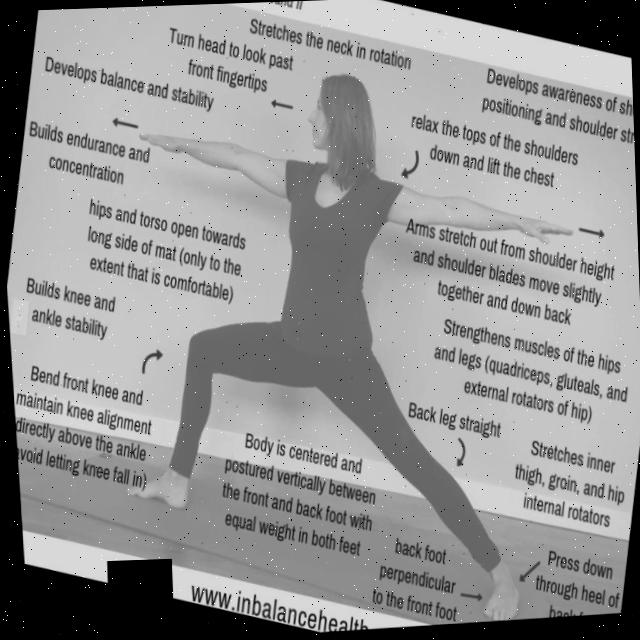 Stretches the neck in rotation
Turn head to look past
front fingertips
Develops balance and stability
Develops awareness of
positioning and shoulder
relax the tops of the shoulders
down and lift the chest
Builds endurance and
concentration
hips and torso open towards
long side of mat (only to the
extent that is comfortable)
Arms stretch out from shoulder height
and shoulder blades move slightly
together and down back
Builds knee and
ankle stability
Strengthens muscles of the hips
and legs (quadriceps, gluteals, and
external rotators of hip)
Bend front knee and
maintain knee alignment
directly above the ankle
avoid letting knee fall in)
Back leg straight
Body is centered and
postured vertically between
the front and back foot with
equal weight in both feet
Stretches inner
thigh, groin, and hip
internal rotators
back foot
perpendicular
to the front foot
Press down
through heel of
www.inbalancehealth